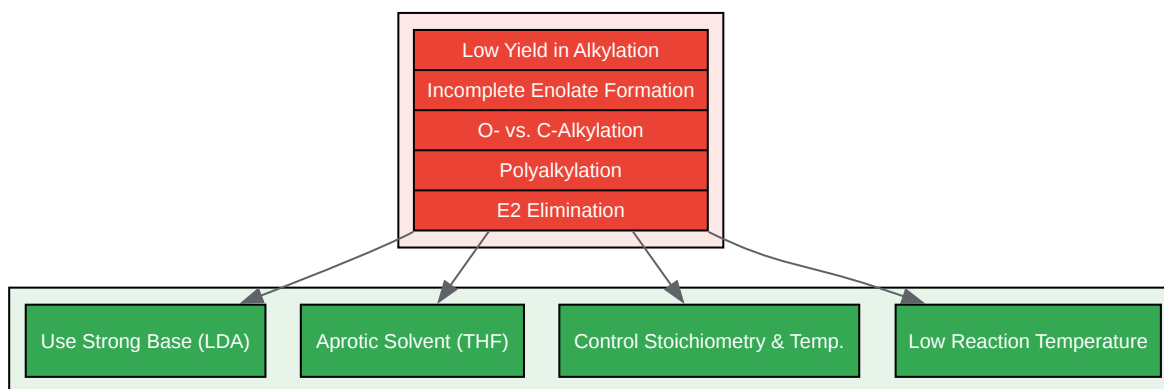 Low Yield in Alkylation
Incomplete Enolate Formation
O- vs. C-Alkylation
Polyalkylation
E2 Elimination
Use Strong Base (LDA)
Aprotic Solvent (THF)
Control Stoichiometry & Temp.
Low Reaction Temperature